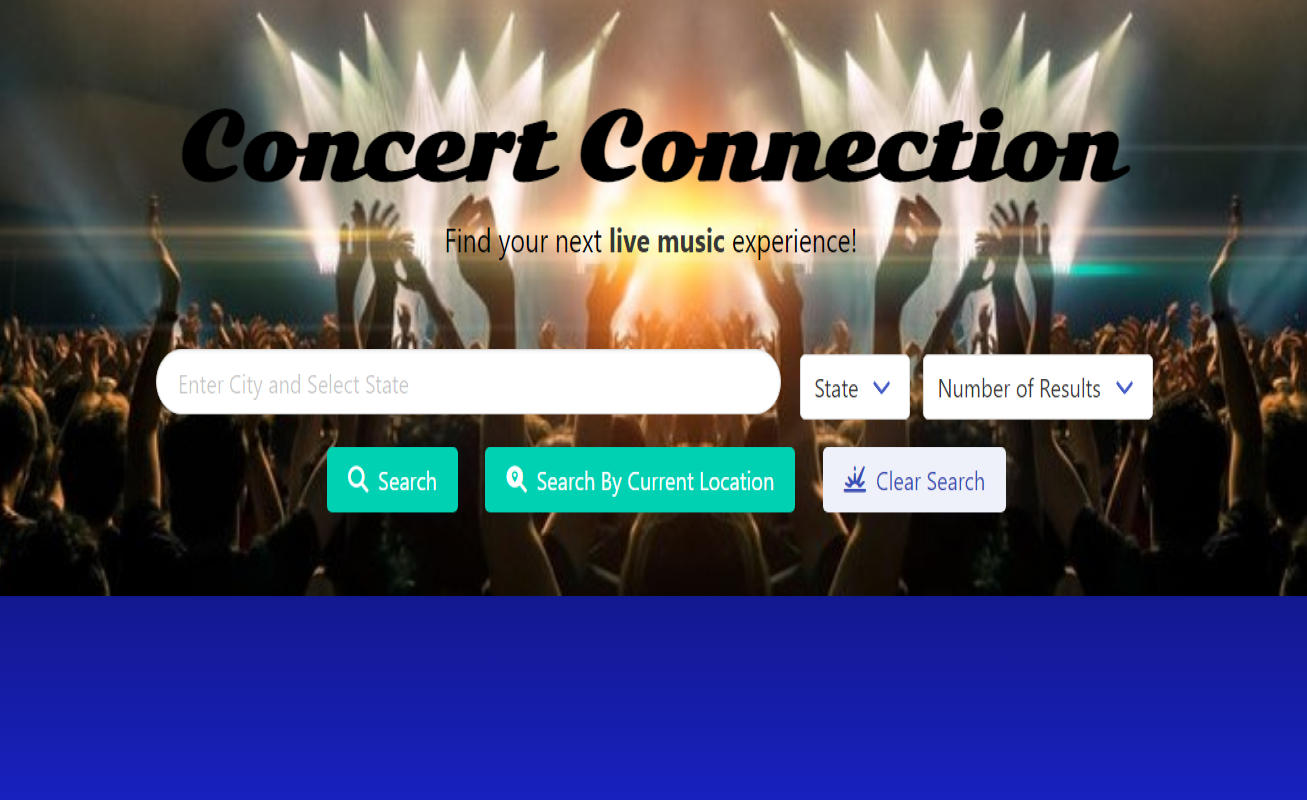 Concert Connection
Find your next live music experience!
Enter City and Select State
State
Number of Results
Search
Search By Current Location
Clear Search